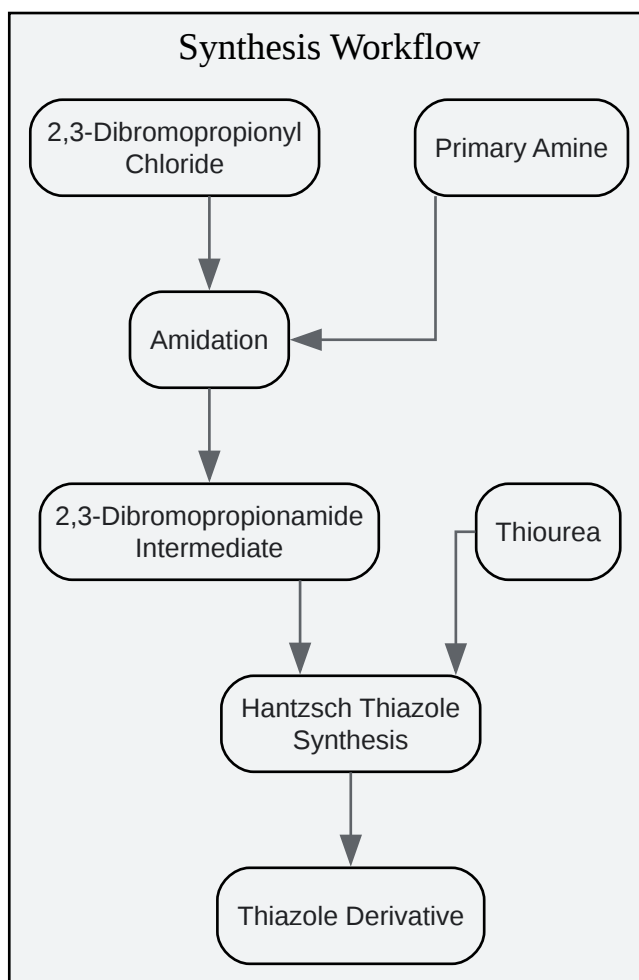 Synthesis Workflow
2,3-Dibromopropionyl
Chloride
Primary Amine
Amidation
2,3-Dibromopropionamide
Intermediate
Thiourea
Hantzsch Thiazole
Synthesis
Thiazole Derivative